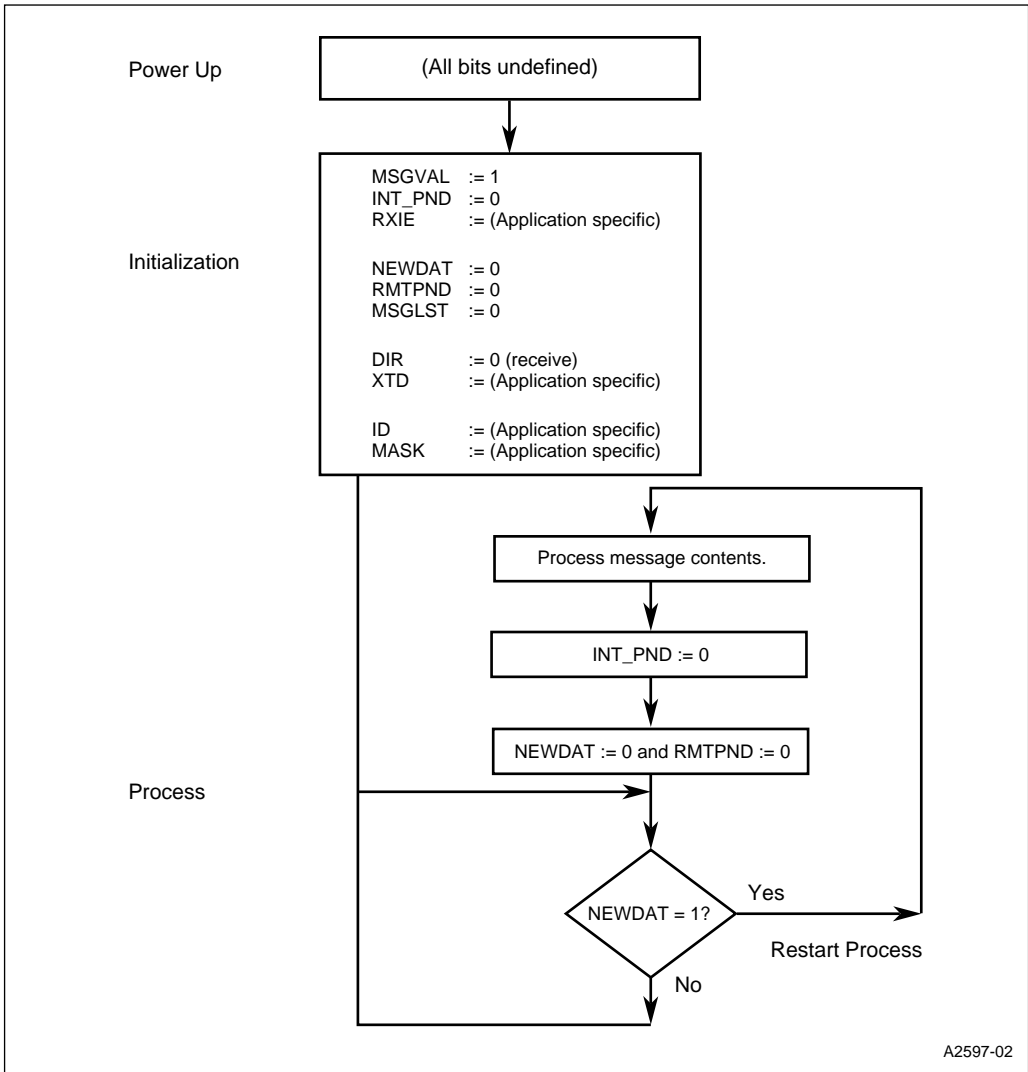 Power Up
(All bits undefined)
Initialization
MSGVAL := 1
INT_PND := 0
RXIE := (Application specific)
NEWDAT := 0
RMTPND := 0
MSGLST := 0
DIR := 0 (receive)
XTD := (Application specific)
ID := (Application specific)
MASK := (Application specific)
Process message contents.
INT_PND := 0
NEWDAT := 0 and RMTPND := 0
Process
NEWDAT = 1?
Yes
Restart Process
No
A2597-02